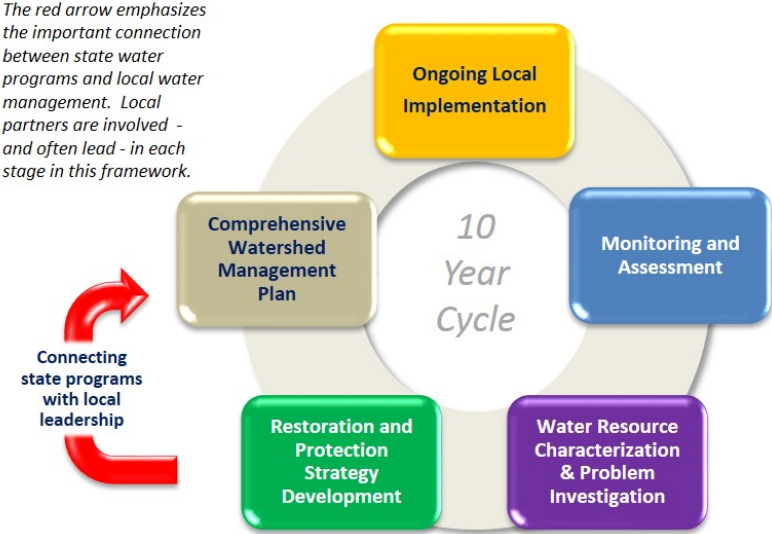 The red arrow emphasizes
the important connection
between state water
programs and local water
management.  Local
partners are involved  -
and often lead - in each
stage in this framework.
Ongoing Local
Implementation
Monitoring and
Assessment
Water Resource
Characterization
& Problem
Investigation
Restoration and
Protection
Strategy
Development
Comprehensive
Watershed
Management
Plan
10
Year
Cycle
Connecting
state programs
with local
leadership